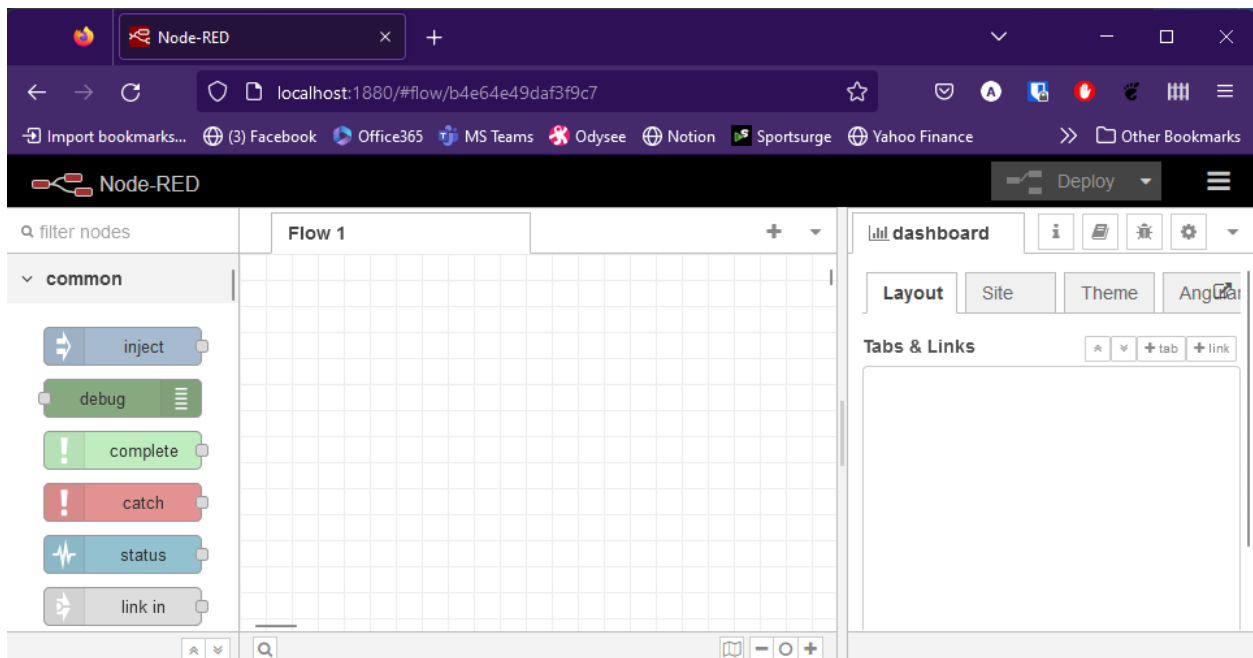 Node-RED
localhost:1880/#flow/b4e64e49daf3f9c7
Import bookmarks... (3) Facebook Office365 MS Teams Odysee Notion Sportsurge Yahoo Finance Other Bookmarks
Node-RED Deploy
filter nodes Flow 1 dashboard
common
Layout Site Theme Angular
inject
Tabs & Links tab link
debug
complete
catch
status
link in